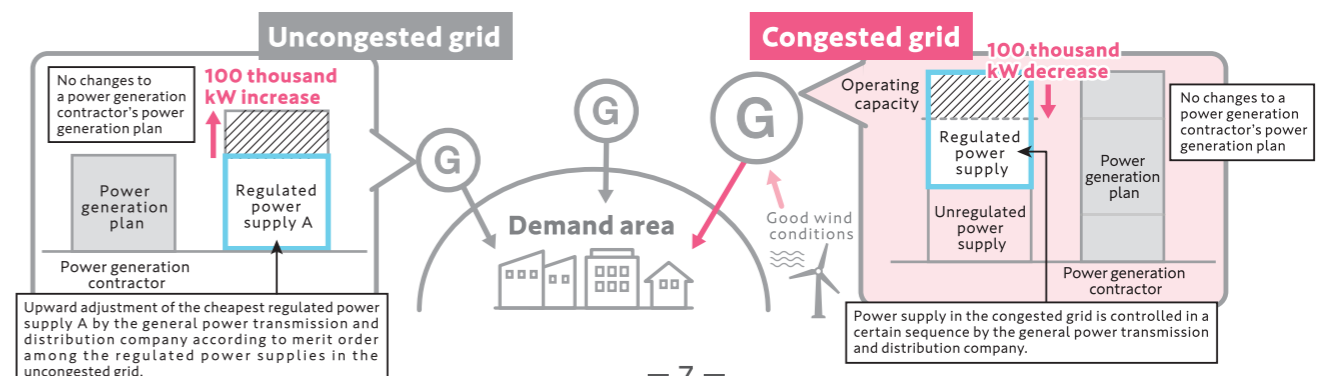 Uncongested grid
No changes to
a power generation
contractor's power
generation plan
100 thousand
kW increase
Power
generation
plan
Regulated
power
supply A
Power generation
contractor
Upward adjustment of the cheapest regulated power
supply A by the general power transmission and
distribution company according to merit order
among the regulated power supplies in the
uncongested grid.
G
G
G
Demand area
Good wind
conditions
Congested grid
100 thousand
kW decrease
Operating
capacity
Regulated
power
supply
Unregulated
power
supply
Power
generation
plan
Power generation
contractor
No changes to a
power generation
contractor's power
generation plan
Power supply in the congested grid is controlled in a
certain sequence by the general power transmission
and distribution company.
— 7 —